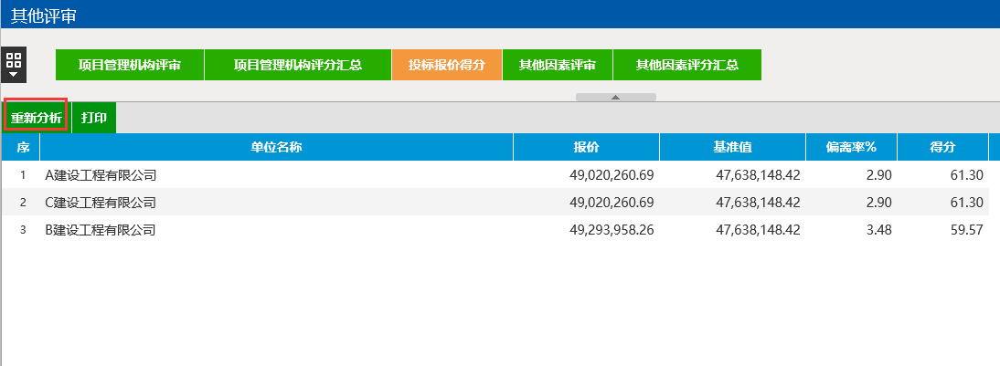 其他评审
项目管理机构评审 项目管理机构评分汇总 投标报价得分 其他因素评审 其他因素评分汇总
重新分析 打印
序 单位名称 报价 基准值 偏离率% 得分
1 A建设工程有限公司 49,020,260.69 47,638,148.42 2.90 61.30
2 C建设工程有限公司 49,020,260.69 47,638,148.42 2.90 61.30
3 B建设工程有限公司 49,293,958.26 47,638,148.42 3.48 59.57